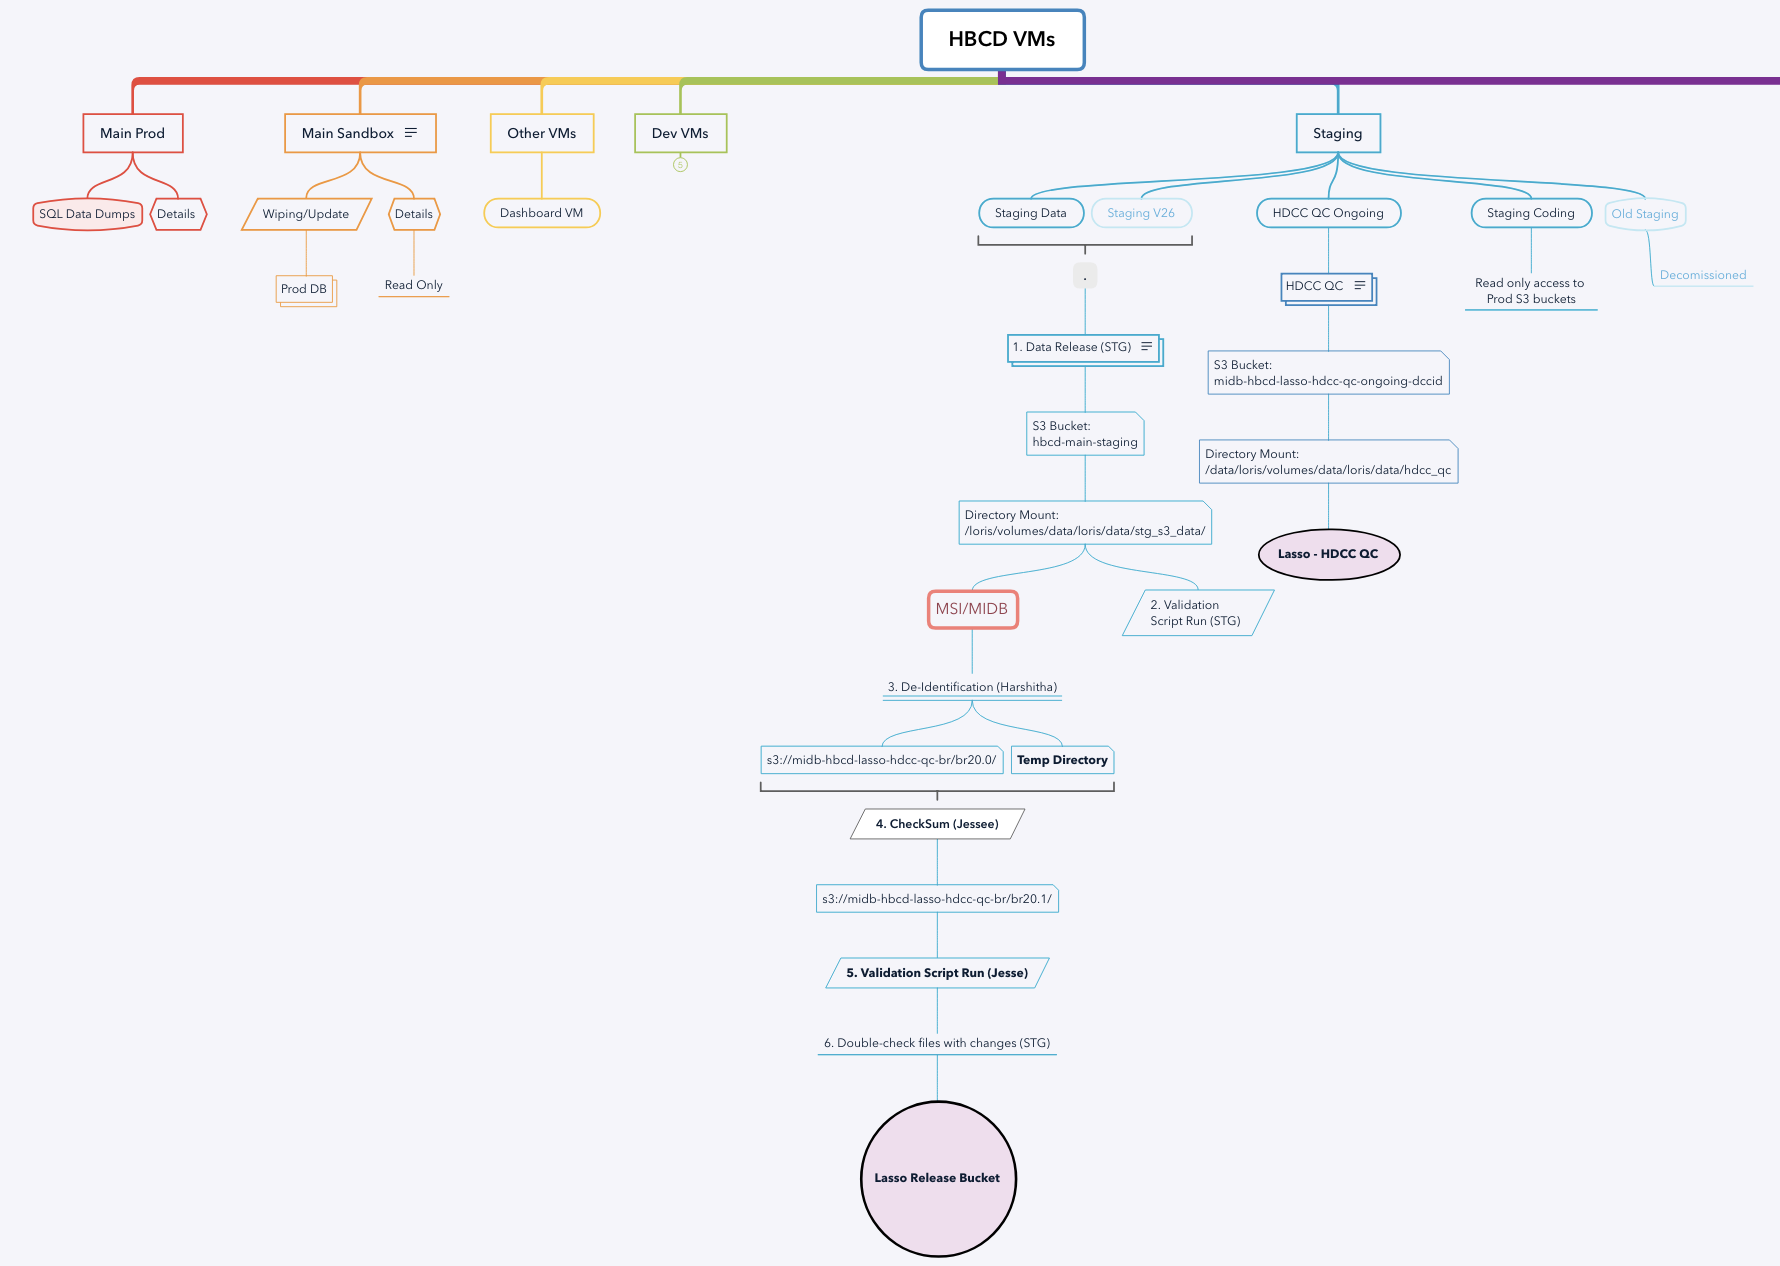 HBCD VMs
Main Prod
Main Sandbox
Other VMs
Dev VMs
5
Staging
SQL Data Dumps
Details
Wiping/Update
Details
Dashboard VM
Staging Data
Staging V26
HDCC QC Ongoing
Staging Coding
Old Staging
Prod DB
Read Only
.
HDCC QC
Read only access to
Prod S3 buckets
Decomissioned
1. Data Release (STG)
S3 Bucket:
midb-hbcd-lasso-hdcc-qc-ongoing-dccid
S3 Bucket:
hbcd-main-staging
Directory Mount:
/data/loris/volumes/data/loris/data/hdcc_qc
Directory Mount:
/loris/volumes/data/loris/data/stg_s3_data/
Lasso - HDCC QC
MSI/MIDB
2. Validation
Script Run (STG)
3. De-Identification (Harshitha)
s3://midb-hbcd-lasso-hdcc-qc-br/br20.0/
Temp Directory
4. CheckSum (Jessee)
s3://midb-hbcd-lasso-hdcc-qc-br/br20.1/
5. Validation Script Run (Jesse)
6. Double-check files with changes (STG)
Lasso Release Bucket